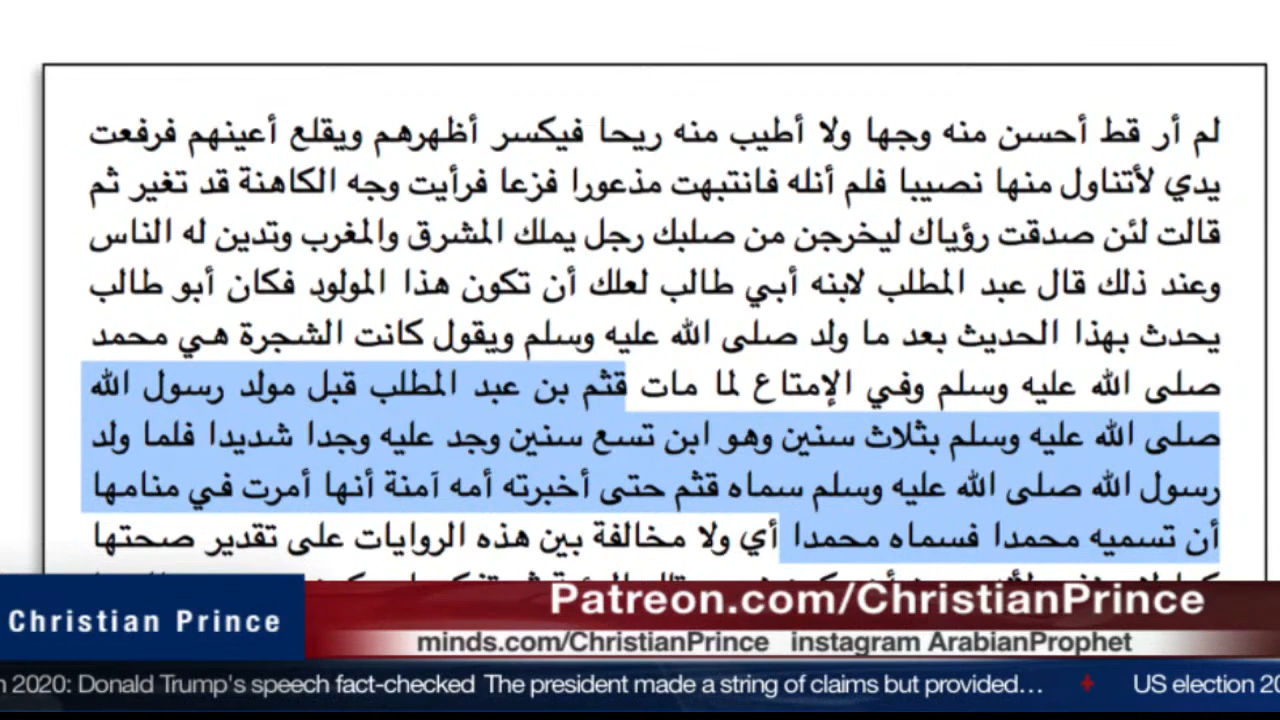 لم أر قط أحسن منه وجها ولا أطيب منه ريحا فيكسر أظهرهم ويقلع أعينهم فرفعت
يدي لأتناول منها نصيبا فلم أنله فانتبهت مذعورا فزعا فرأيت وجه الكاهنة قد تغير ثم
قالت لئن صدقت رؤياك ليخرجن من صلبك رجل يملك المشرق والمغرب وتدين له الناس
وعند ذلك قال عبد المطلب لابنه أبي طالب لعلك أن تكون هذا المولود فكان أبو طالب
يحدث بهذا الحديث بعد ما ولد صلى الله عليه وسلم ويقول كانت الشجرة هي محمد
صلى الله عليه وسلم وفي الإمتاع لما مات قثم بن عبد المطلب قبل مولد رسول الله
صلى الله عليه وسلم بثلاث سنين وهو ابن تسع سنين وجد عليه وجدا شديدا فلما ولد
رسول الله صلى الله عليه وسلم سماه قثم حتى أخبرته أمه آمنة أنها أمرت في منامها
أن تسميه محمدا فسماه محمدا أي ولا مخالفة بين هذه الروايات على تقدير صحتها
Patreon.com/ChristianPrince
Christian Prince
minds.com/ChristianPrince instagram ArabianProphet
n 2020: Donald Trump's speech fact-checked The president made a string of claims but provided... US election 20